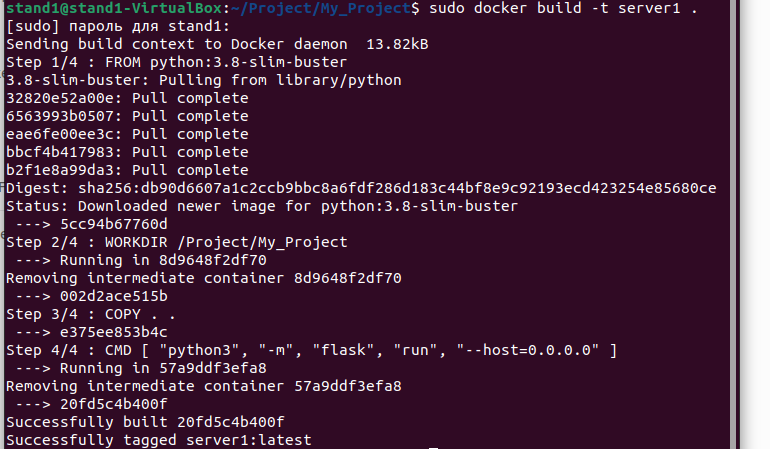 stand1@stand1-VirtualBox:~/Project/My_Project$ sudo docker build -t server1 .
[sudo] пароль для stand1:
Sending build context to Docker daemon  13.82kB
Step 1/4 : FROM python:3.8-slim-buster
3.8-slim-buster: Pulling from library/python
32820e52a00e: Pull complete
6563993b0507: Pull complete
eae6fe00ee3c: Pull complete
bbcf4b417983: Pull complete
b2f1e8a99da3: Pull complete
Digest: sha256:db90d6607a1c2ccb9bbc8a6fdf286d183c44bf8e9c92193ecd423254e85680ce
Status: Downloaded newer image for python:3.8-slim-buster
 ---> 5cc94b67760d
Step 2/4 : WORKDIR /Project/My_Project
 ---> Running in 8d9648f2df70
Removing intermediate container 8d9648f2df70
 ---> 002d2ace515b
Step 3/4 : COPY . .
 ---> e375ee853b4c
Step 4/4 : CMD [ "python3", "-m", "flask", "run", "--host=0.0.0.0" ]
 ---> Running in 57a9ddf3efa8
Removing intermediate container 57a9ddf3efa8
 ---> 20fd5c4b400f
Successfully built 20fd5c4b400f
Successfully tagged server1:latest